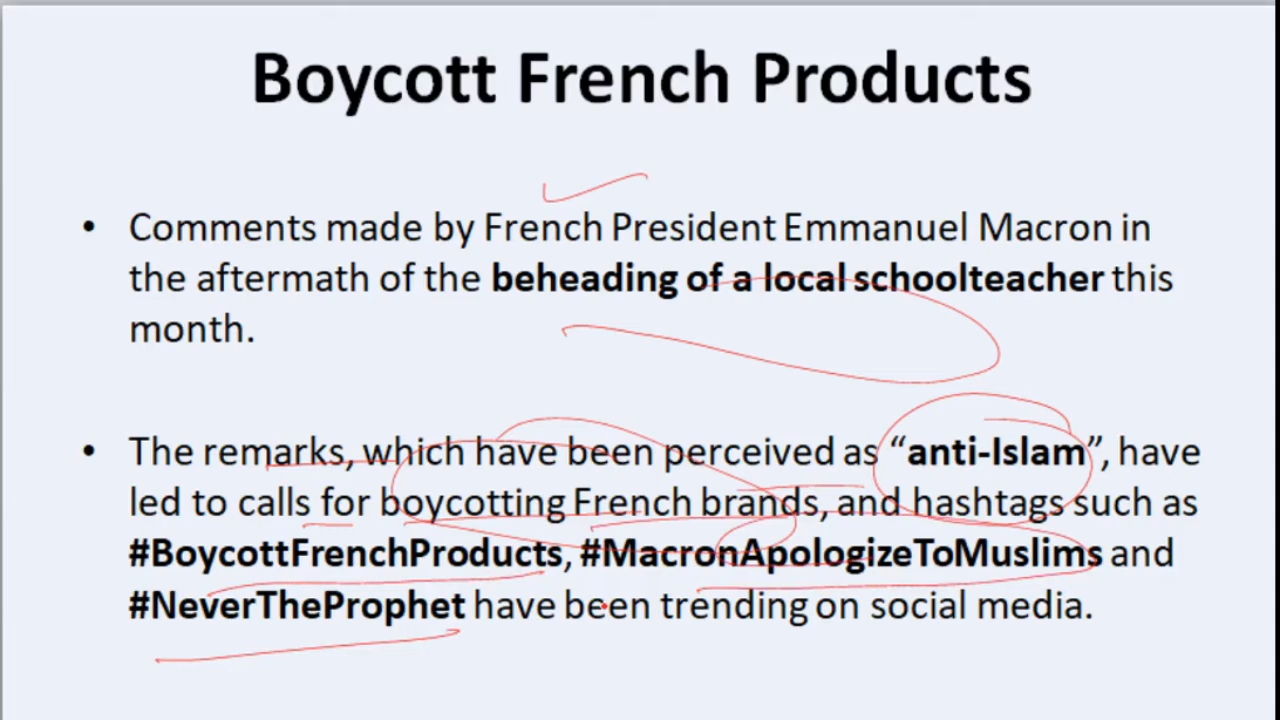 Boycott French Products
• Comments made by French President Emmanuel Macron in
the aftermath of the beheading of a local schoolteacher this
month.
• The remarks, which have been perceived as “anti-Islam”, have
led to calls for boycotting French brands, and hashtags such as
#BoycottFrenchProducts, #MacronApologizeToMuslims and
#NeverTheProphet have been trending on social media.